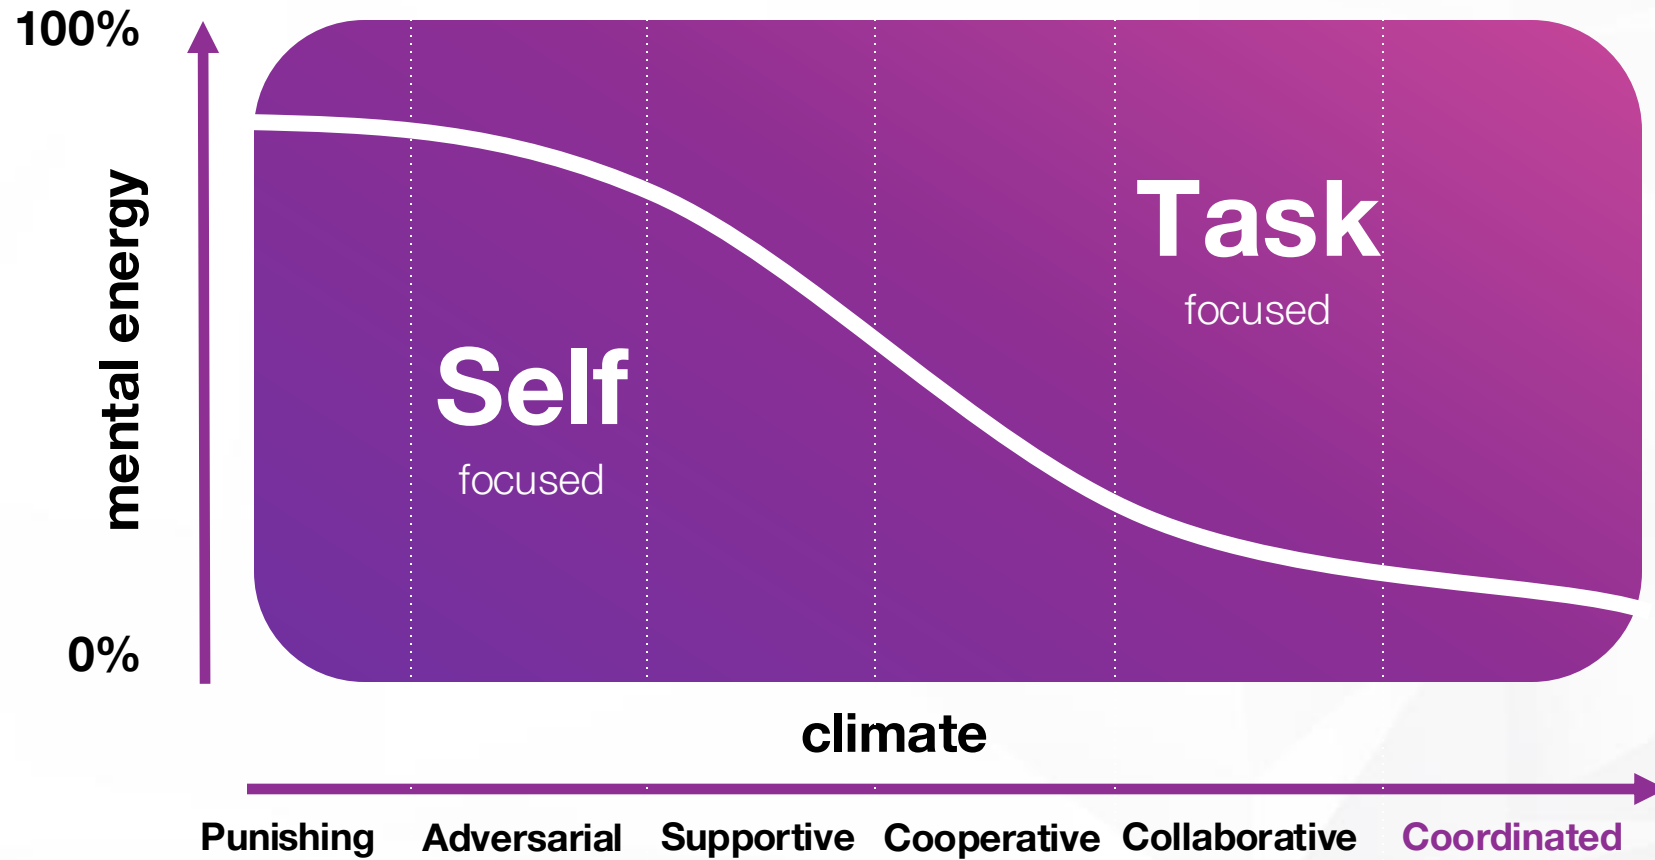 100%
mental energy
0%
Self
focused
Task
focused
climate
Punishing Adversarial Supportive Cooperative Collaborative Coordinated